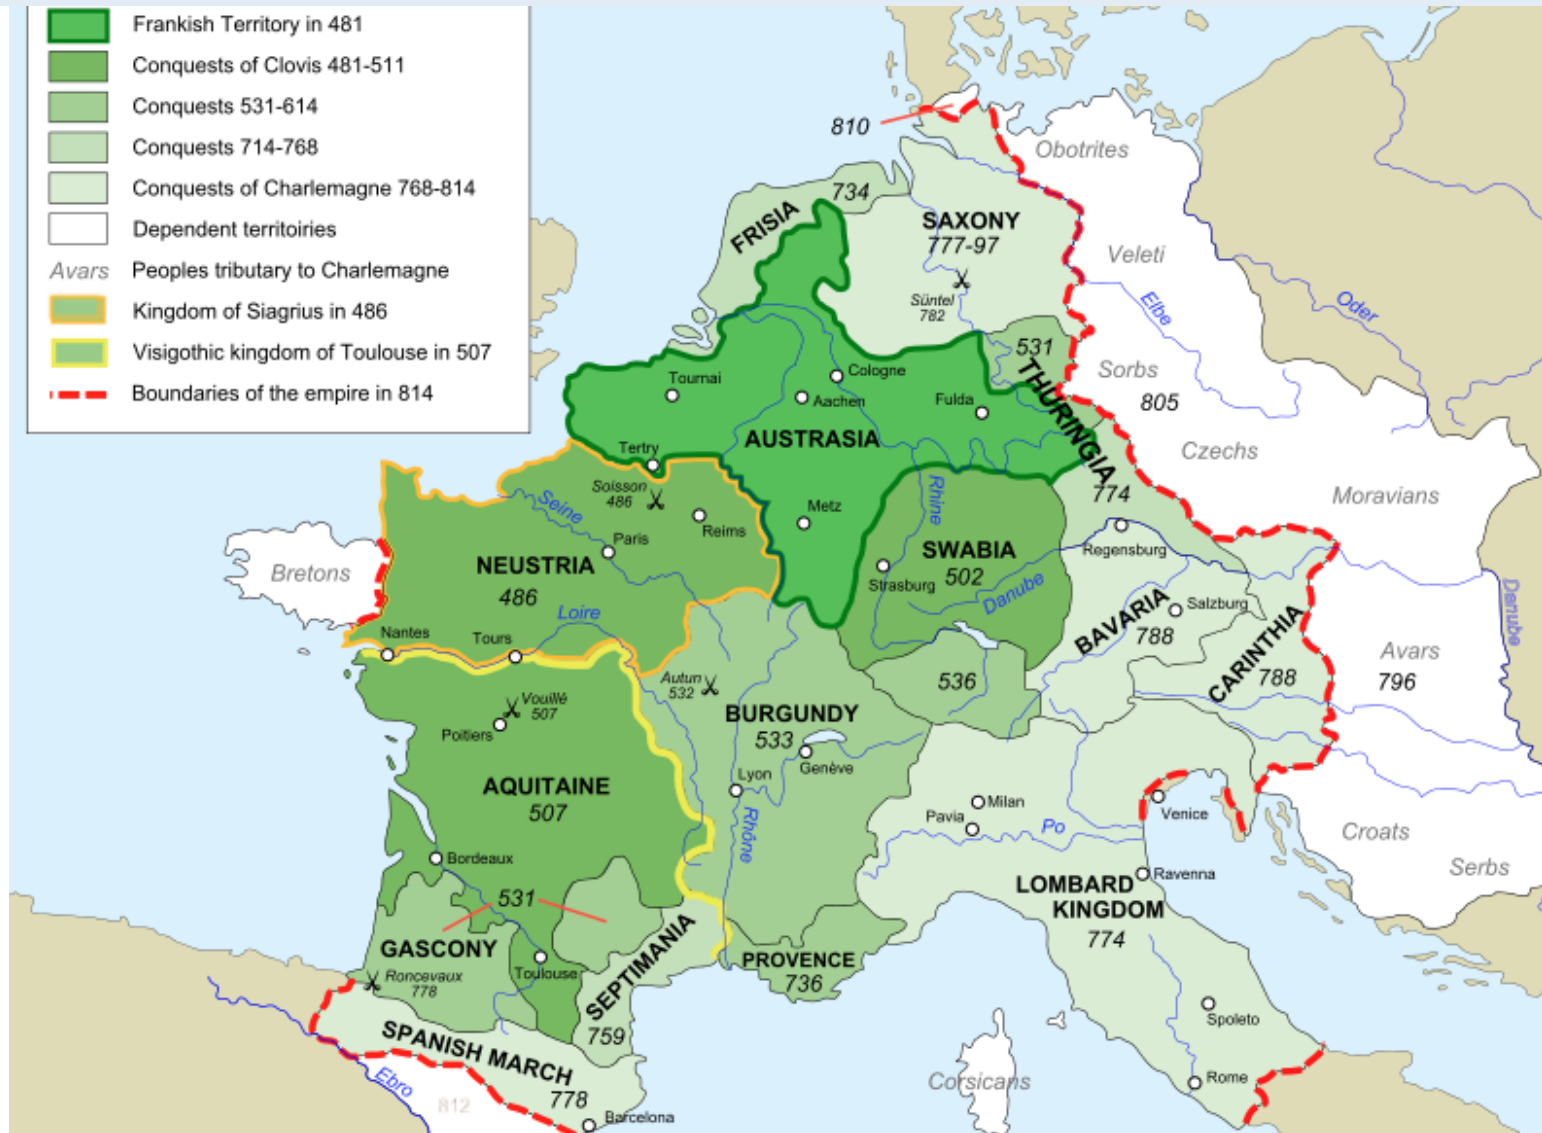 Frankish Territory in 481
Conquests of Clovis 481-511
Conquests 531-614
Conquests 714-768
Conquests of Charlemagne 768-814
Dependent territoiries
Avars Peoples tributary to Charlemagne
Kingdom of Siagrius in 486
Visigothic kingdom of Toulouse in 507
Boundaries of the empire in 814
810
Obotrites
734
FRISIA
SAXONY
777-97
Veleti
Süntel
782
Elbe
Oder
531
THURINGIA
Sorbs
805
Tournai
Cologne
Aachen
Fulda
AUSTRASIA
Czechs
Tertry
Soisson
486
Seine
Reims
Metz
Rhine
774
Moravians
Paris
NEUSTRIA
486
SWABIA
502
Strasburg
Regensburg
Danube
Danube
Bretons
Loire
Nantes
Tours
BAVARIA
788
Salzburg
CARINTHIA
788
Avars
796
Autun
532
536
Vouillé
507
Poitiers
BURGUNDY
533
Genève
Lyon
Rhône
AQUITAINE
507
Milan
Pavia
Po
Venice
Croats
Serbs
Bordeaux
531
Ravenna
LOMBARD
KINGDOM
774
GASCONY
Toulouse
SEPTIMANIA
759
PROVENCE
736
Roncevaux
778
SPANISH MARCH
778
Spoleto
Rome
Corsicans
Ebro
812
Barcelona